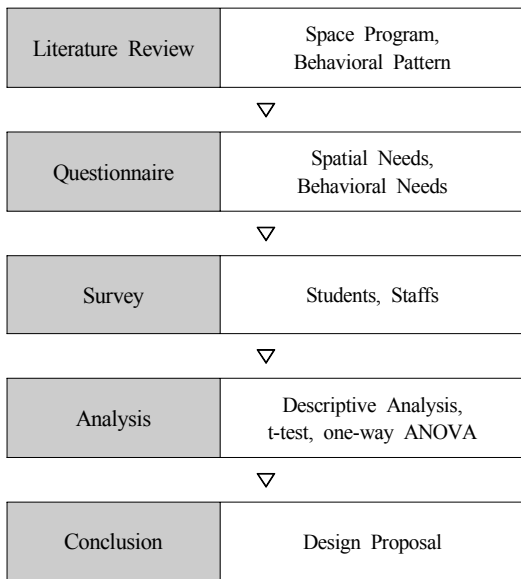 Literature Review
Space Program,
Behavioral Pattern
Questionnaire
Spatial Needs,
Behavioral Needs
Survey
Students, Staffs
Analysis
Descriptive Analysis,
t-test, one-way ANOVA
Conclusion
Design Proposal